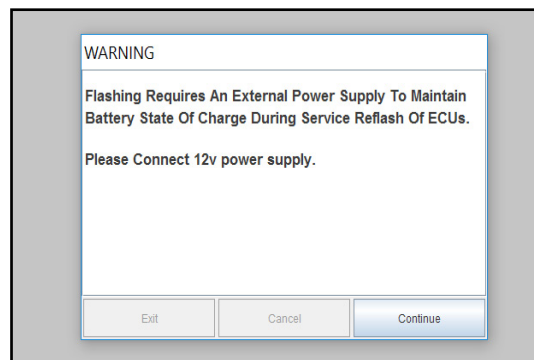 WARNING
Flashing Requires An External Power Supply To Maintain
Battery State Of Charge During Service Reflash Of ECUs.
Please Connect 12v power supply.
Exit
Cancel
Continue